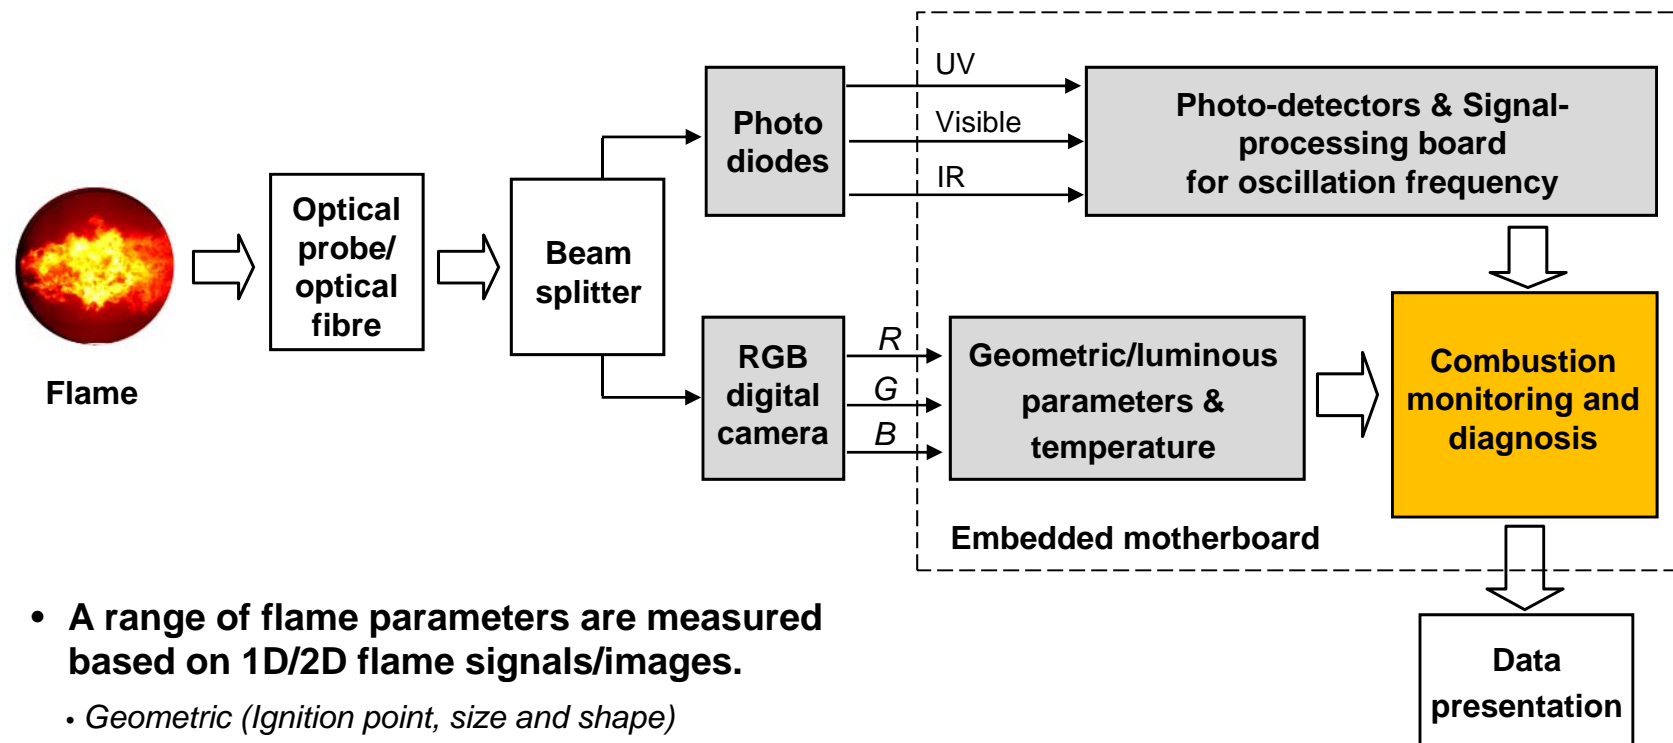 Flame
Optical
probe/
optical
fibre
Beam
splitter
Photo
diodes
UV
Visible
IR
Photo-detectors & Signal-
processing board
for oscillation frequency
RGB
digital
camera
R
G
B
Geometric/luminous
parameters &
temperature
Combustion
monitoring and
diagnosis
Embedded motherboard
Data
presentation
• A range of flame parameters are measured
based on 1D/2D flame signals/images.
• Geometric (Ignition point, size and shape)